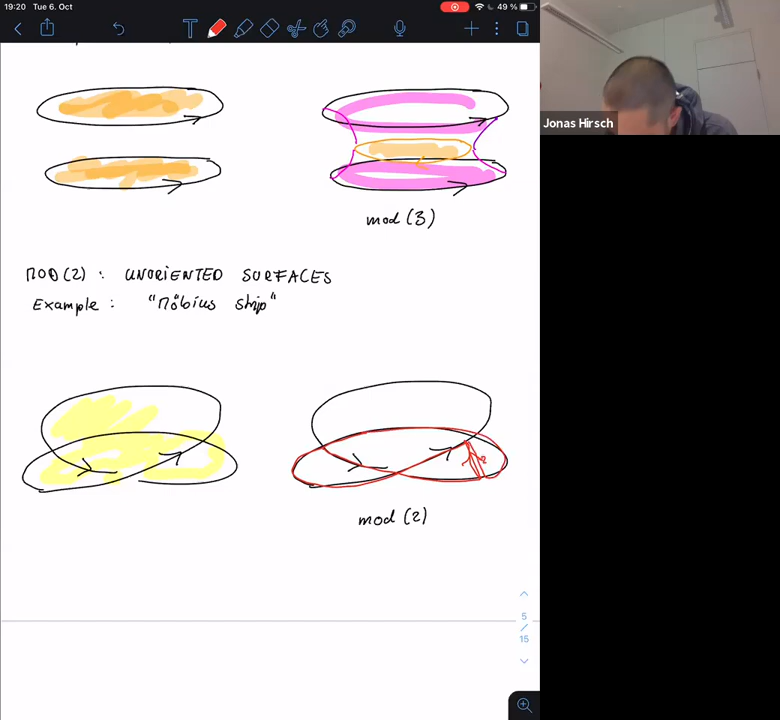 19:20 Tue 6. Oct
49 %
T
Jonas Hirsch
mod (3)
MOD (2) : UNORIENTED SURFACES
Example : "Möbius strip"
2
mod (2)
5
/
15